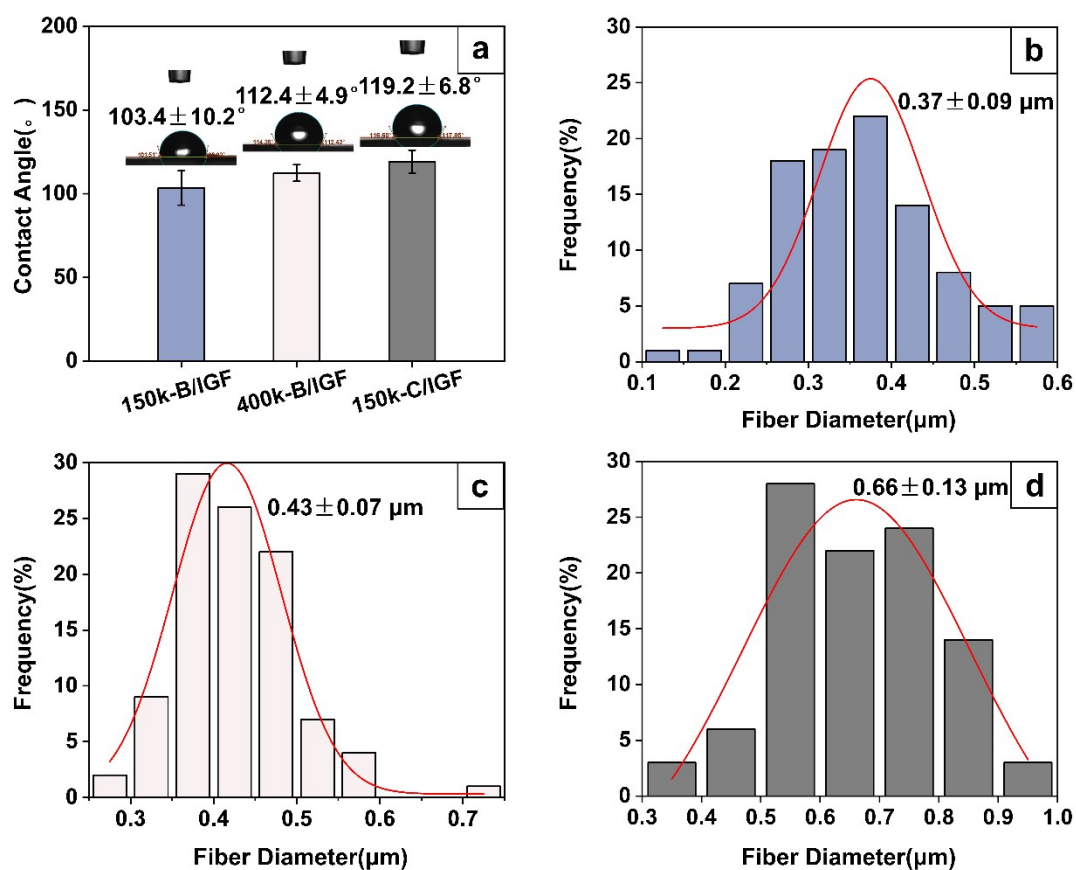 a
200
150
100
50
0
Contact Angle(。)
103.4±10.2°
112.4±4.9°
119.2±6.8°
150k-B/IGF
400k-B/IGF
150k-C/IGF
b
30
25
20
15
10
5
0
Frequency(%)
0.37±0.09 μm
0.1 0.2 0.3 0.4 0.5 0.6
Fiber Diameter(μm)
c
30
25
20
15
10
5
0
Frequency(%)
0.43±0.07 μm
0.3 0.4 0.5 0.6 0.7
Fiber Diameter(μm)
d
30
25
20
15
10
5
0
Frequency(%)
0.66±0.13 μm
0.3 0.4 0.5 0.6 0.7 0.8 0.9 1.0
Fiber Diameter(μm)